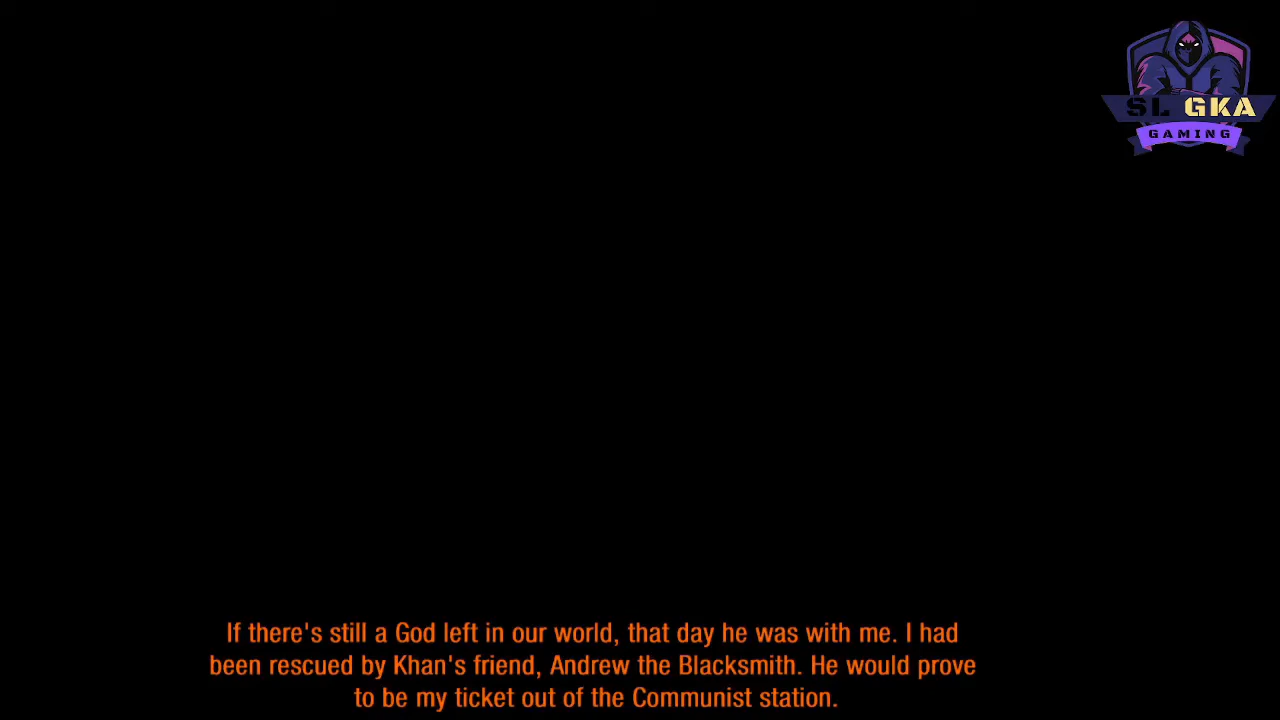 SL GKA
GAMING
If there's still a God left in our world, that day he was with me. I had
been rescued by Khan's friend, Andrew the Blacksmith. He would prove
to be my ticket out of the Communist station.